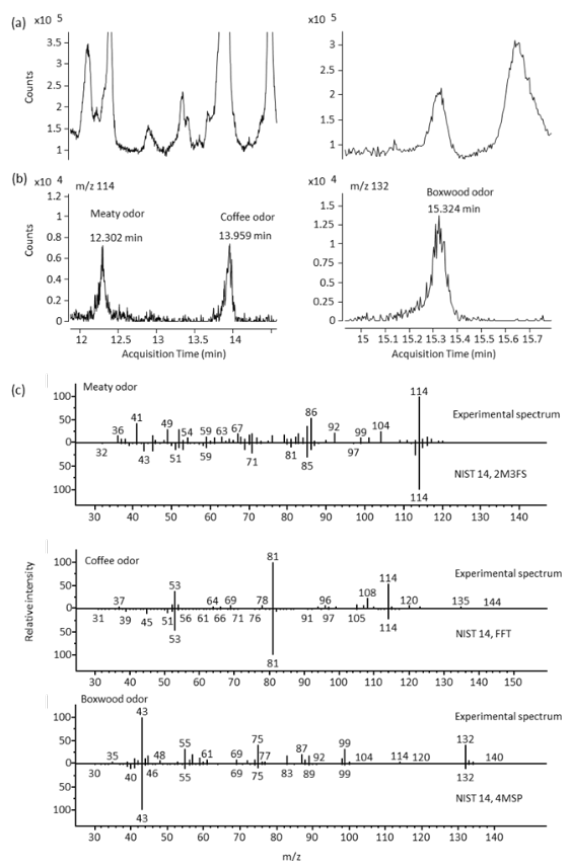 (a)
x10 5
3.5
3
2.5
2
1.5
1
Counts
x10 5
3
2.5
2
1.5
1
(b)
x10 4
m/z 114
1.2
1.0
0.8
0.6
0.4
0.2
0
Counts
Meaty odor
12.302 min
Coffee odor
13.959 min
12 12.5 13 13.5 14
Acquisition Time (min)
x10 4
m/z 132
1.5
1.25
1
0.75
0.5
0.25
0
Boxwood odor
15.324 min
15 15.1 15.2 15.3 15.4 15.5 15.6 15.7
Acquisition Time (min)
(c)
Meaty odor
Experimental spectrum
NIST 14, 2M3FS
100
50
0
50
100
36 41 49 54 59 63 67 86 92 99 104 114
32 43 51 59 71 81 85 97 114
30 40 50 60 70 80 90 100 110 120 130 140
Relative intensity
Coffee odor
Experimental spectrum
NIST 14, FFT
100
50
0
50
100
37 53 64 69 78 81 96 108 114 120 135 144
31 39 45 51 53 56 61 66 71 76 81 91 97 105 114
30 40 50 60 70 80 90 100 110 120 130 140 150
Boxwood odor
Experimental spectrum
NIST 14, 4MSP
100
50
0
50
100
35 43 48 55 61 69 75 77 87 92 99 104 114 120 132 140
30 40 43 46 55 69 75 83 89 99 132
30 40 50 60 70 80 90 100 110 120 130 140
m/z